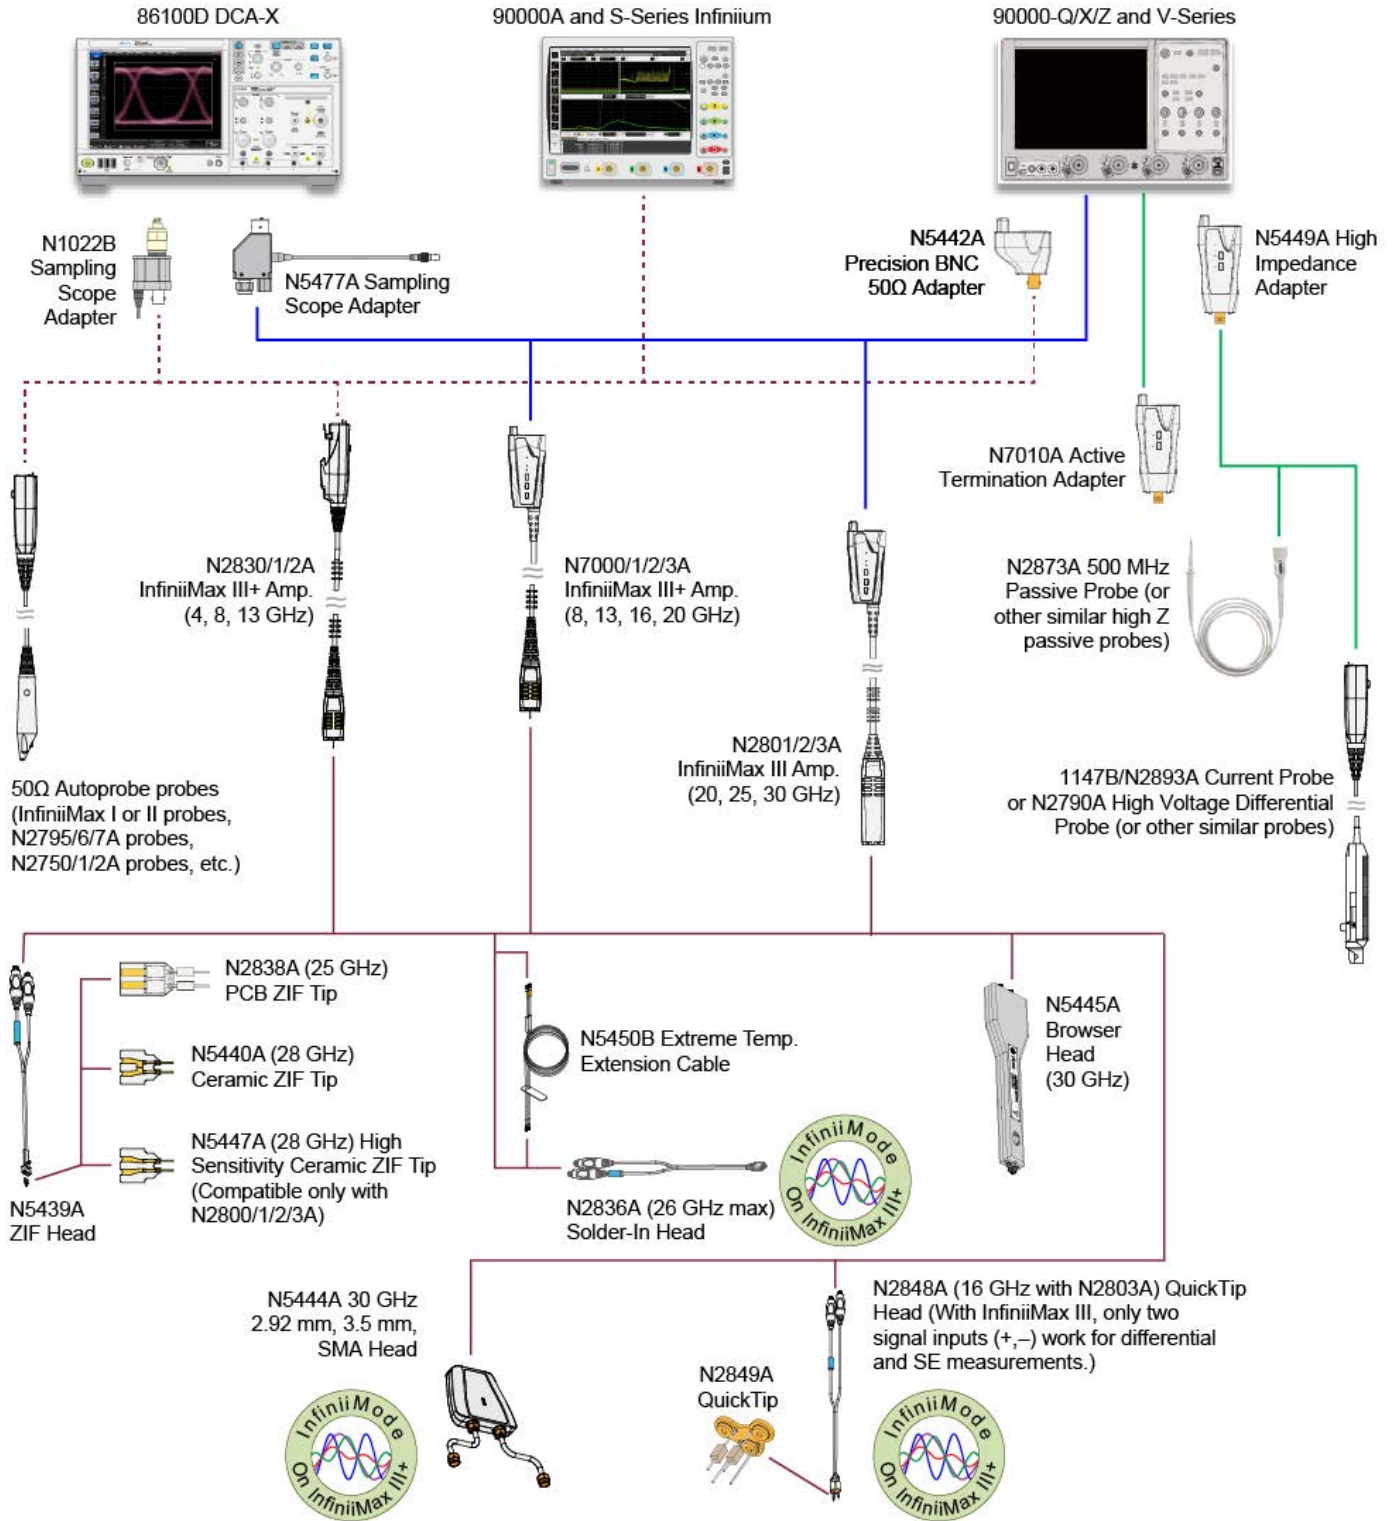 86100D DCA-X
90000A and S-Series Infiniium
90000-Q/X/Z and V-Series
N1022B
Sampling
Scope
Adapter
N5477A Sampling
Scope Adapter
N5442A
Precision BNC
50Ω Adapter
N5449A High
Impedance
Adapter
N7010A Active
Termination Adapter
N2830/1/2A
InfiniiMax III+ Amp.
(4, 8, 13 GHz)
N7000/1/2/3A
InfiniiMax III+ Amp.
(8, 13, 16, 20 GHz)
N2873A 500 MHz
Passive Probe (or
other similar high Z
passive probes)
N2801/2/3A
InfiniiMax III Amp.
(20, 25, 30 GHz)
50Ω Autoprobe probes
(InfiniiMax I or II probes,
N2795/6/7A probes,
N2750/1/2A probes, etc.)
1147B/N2893A Current Probe
or N2790A High Voltage Differential
Probe (or other similar probes)
N2838A (25 GHz)
PCB ZIF Tip
N5440A (28 GHz)
Ceramic ZIF Tip
N5447A (28 GHz) High
Sensitivity Ceramic ZIF Tip
(Compatible only with
N2800/1/2/3A)
N5439A
ZIF Head
N5450B Extreme Temp.
Extension Cable
N5445A
Browser
Head
(30 GHz)
N2836A (26 GHz max)
Solder-In Head
InfiniiMode
On InfiniiMax III+
N5444A 30 GHz
2.92 mm, 3.5 mm,
SMA Head
InfiniiMode
On InfiniiMax III+
N2848A (16 GHz with N2803A) QuickTip
Head (With InfiniiMax III, only two
signal inputs (+,–) work for differential
and SE measurements.)
N2849A
QuickTip
InfiniiMode
On InfiniiMax III+